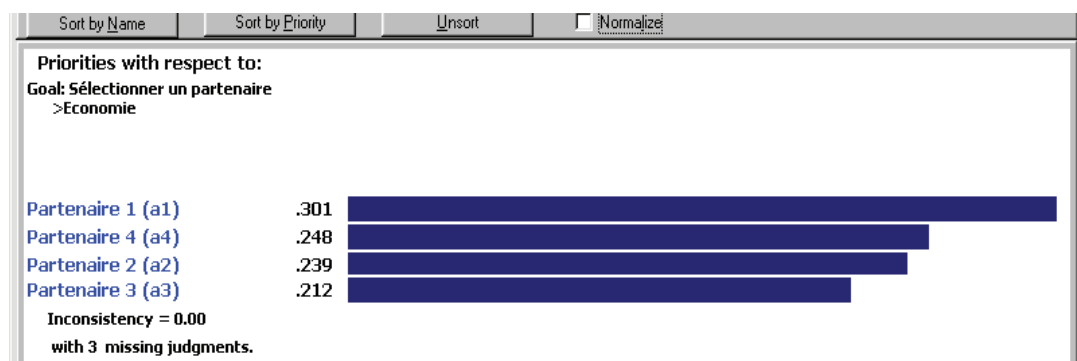 Sort by Name Sort by Priority Unsort Normalize
Priorities with respect to:
Goal: Sélectionner un partenaire
>Economie
Partenaire 1 (a1) .301
Partenaire 4 (a4) .248
Partenaire 2 (a2) .239
Partenaire 3 (a3) .212
Inconsistency = 0.00
with 3 missing judgments.